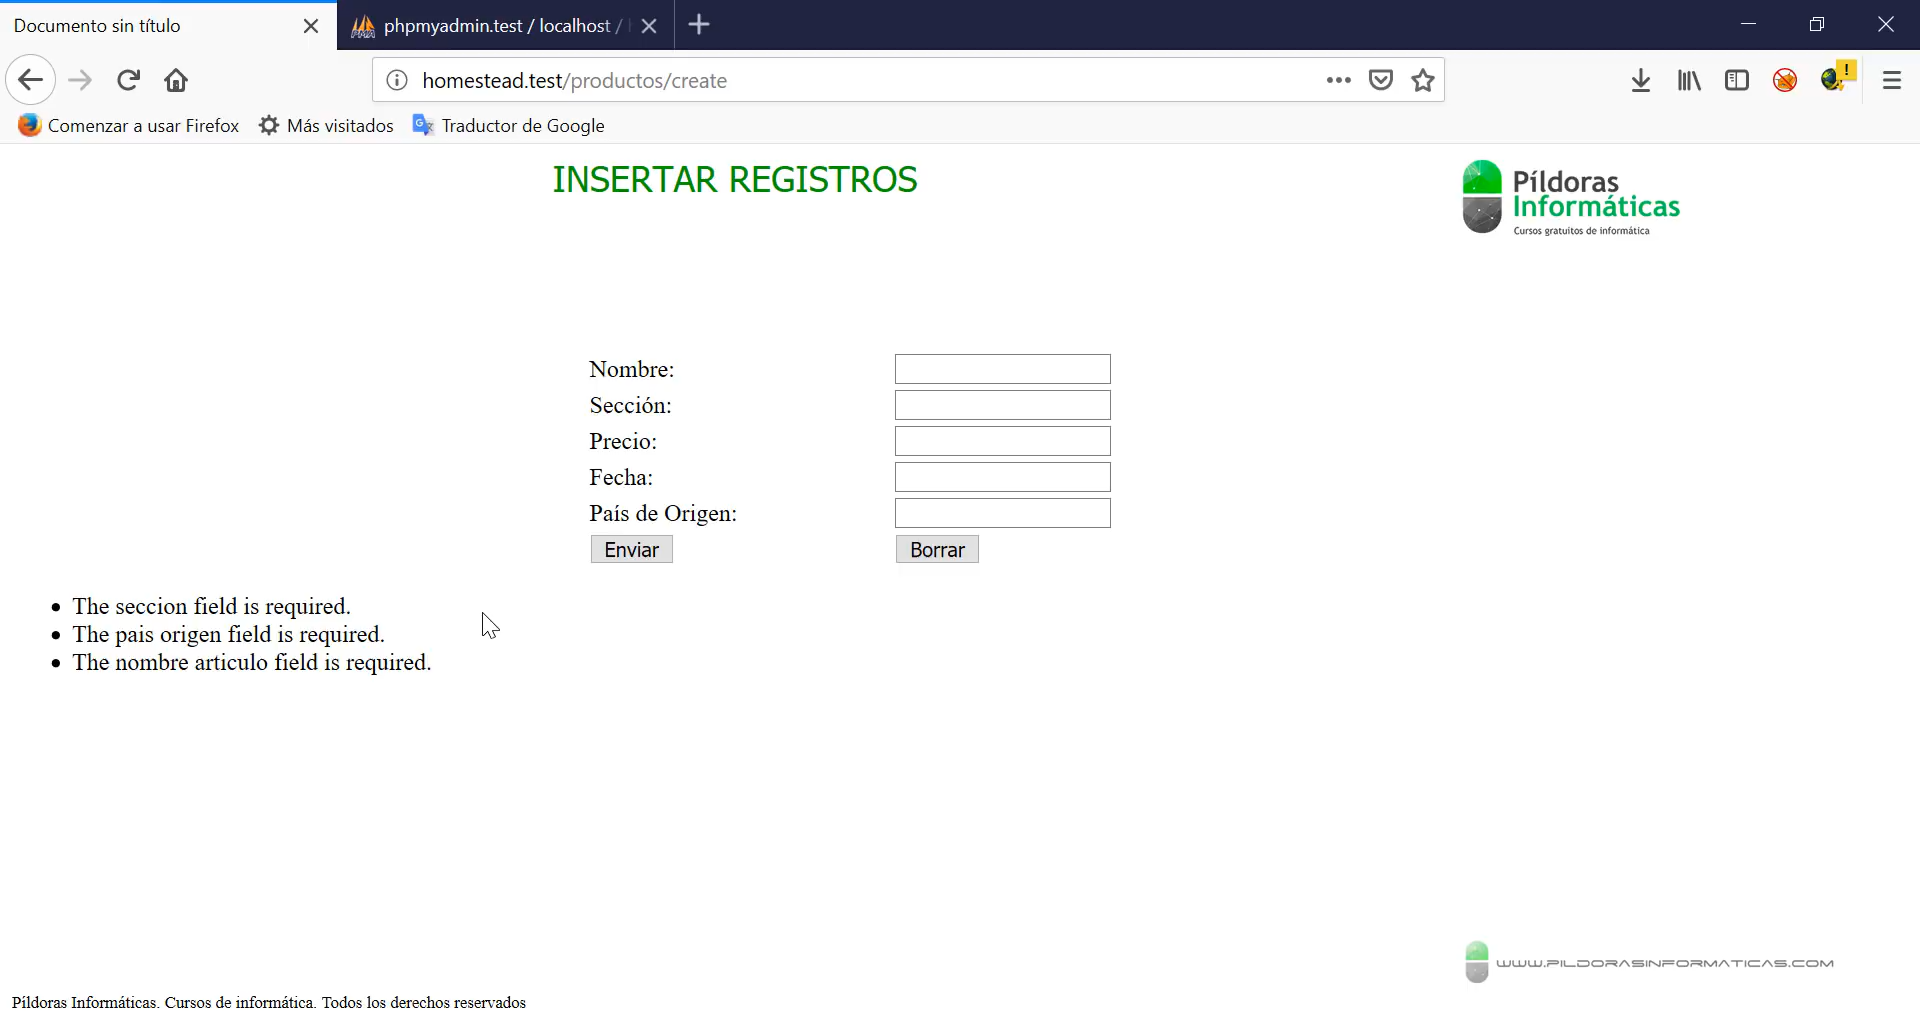 Documento sin título
phpmyadmin.test / localhost /
homestead.test/productos/create
Comenzar a usar Firefox
Más visitados
Traductor de Google
INSERTAR REGISTROS
Píldoras
Informáticas
Cursos gratuitos de informática
Nombre:
Sección:
Precio:
Fecha:
País de Origen:
Enviar
Borrar
• The seccion field is required.
• The pais origen field is required.
• The nombre articulo field is required.
WWW.PILDORASINFORMATICAS.COM
Píldoras Informáticas. Cursos de informática. Todos los derechos reservados